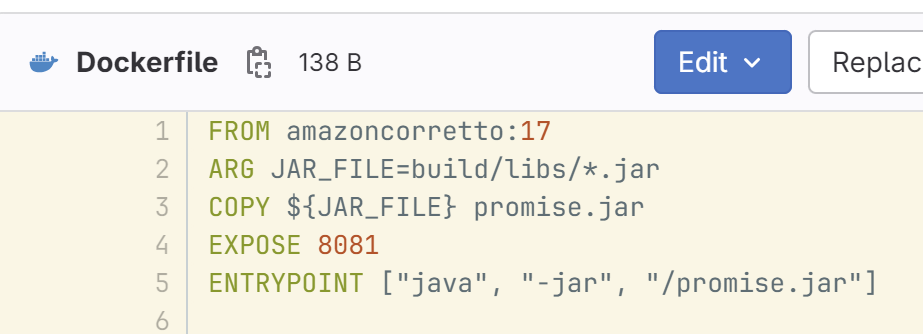 Dockerfile 138 B Edit Replac
1 FROM amazoncorretto:17
2 ARG JAR_FILE=build/libs/*.jar
3 COPY ${JAR_FILE} promise.jar
4 EXPOSE 8081
5 ENTRYPOINT ["java", "-jar", "/promise.jar"]
6